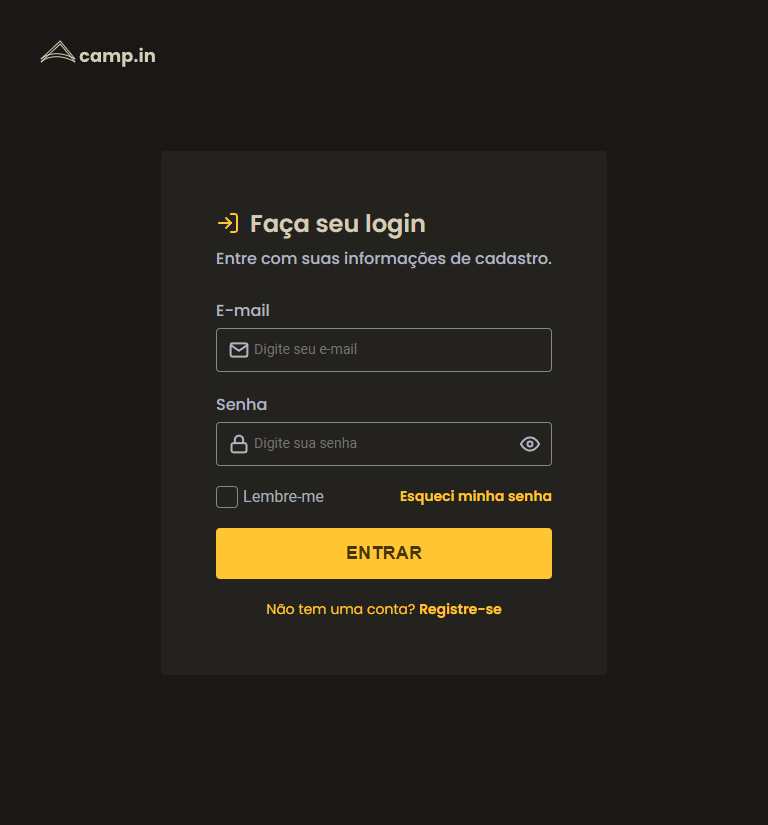 camp.in
Faça seu login
Entre com suas informações de cadastro.
E-mail
Digite seu e-mail
Senha
Digite sua senha
Lembre-me Esqueci minha senha
ENTRAR
Não tem uma conta? Registre-se